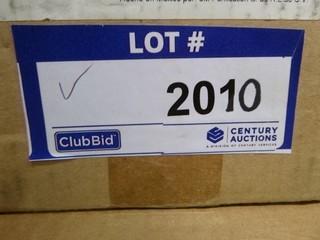 LOT #
2010
ClubBid
CENTURY
AUCTIONS
A DIVISION OF CENTURY SERVICES